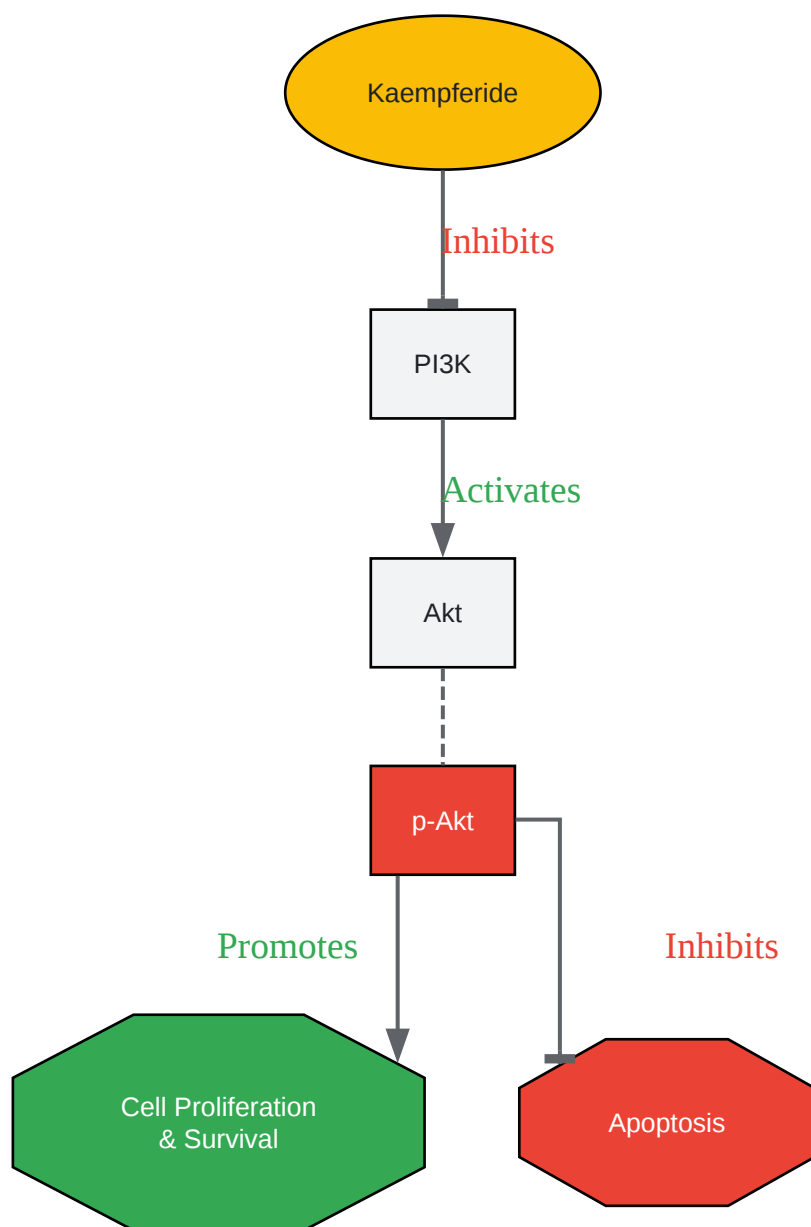 Kaempferide
Inhibits
PI3K
Activates
Akt
p-Akt
Promotes
Inhibits
Cell Proliferation
& Survival
Apoptosis